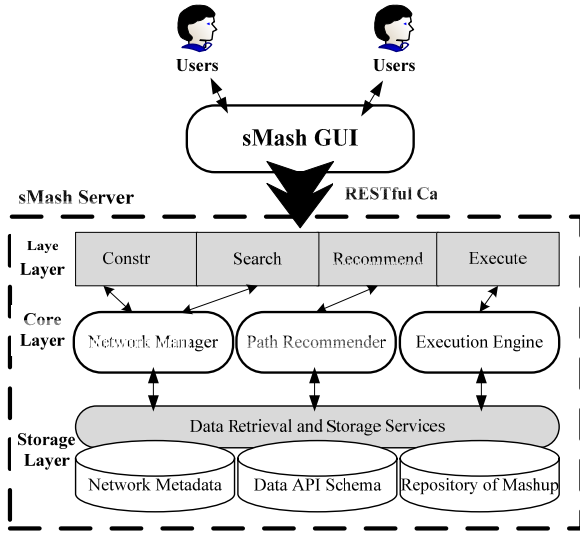 Users Users
sMash GUI
RESTful Ca
sMash Server
Laye
Layer
Constr Search Recommend Execute
Core
Layer
Network Manager Path Recommender Execution Engine
Data Retrieval and Storage Services
Storage
Layer
Network Metadata Data API Schema Repository of Mashup